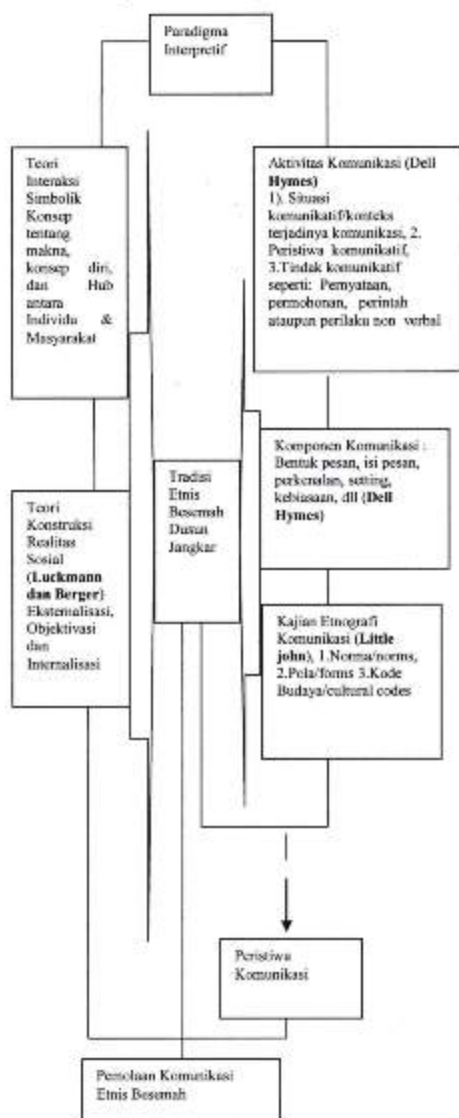 Paradigma
Interpretif
Teori
Interaksi
Simbolik
Konsep
tentang
makna,
konsep diri,
dan Hub
antara
Individu &
Masyarakat
Aktivitas Komunikasi (Dell
Hymes)
1). Situasi
komunikatif/konteks
terjadinya komunikasi, 2.
Peristiwa komunikatif,
3.Tindak komunikatif
seperti: Pernyataan,
permohonan, perintah
ataupun perilaku non verbal
Komponen Komunikasi :
Bentuk pesan, isi pesan,
perkenalan, setting,
kebiasaan, dll (Dell
Hymes)
Tradisi
Etnis
Besemah
Dusun
Jangkar
Teori
Konstruksi
Realitas
Sosial
(Luckmann
dan Berger)
Eksternalisasi,
Objektivasi
dan
Internalisasi
Kajian Etnografi
Komunikasi (Little
john), 1.Norma/norms,
2.Pola/forms 3.Kode
Budaya/cultural codes
Peristiwa
Komunikasi
Pemolaan Komunikasi
Etnis Besemah